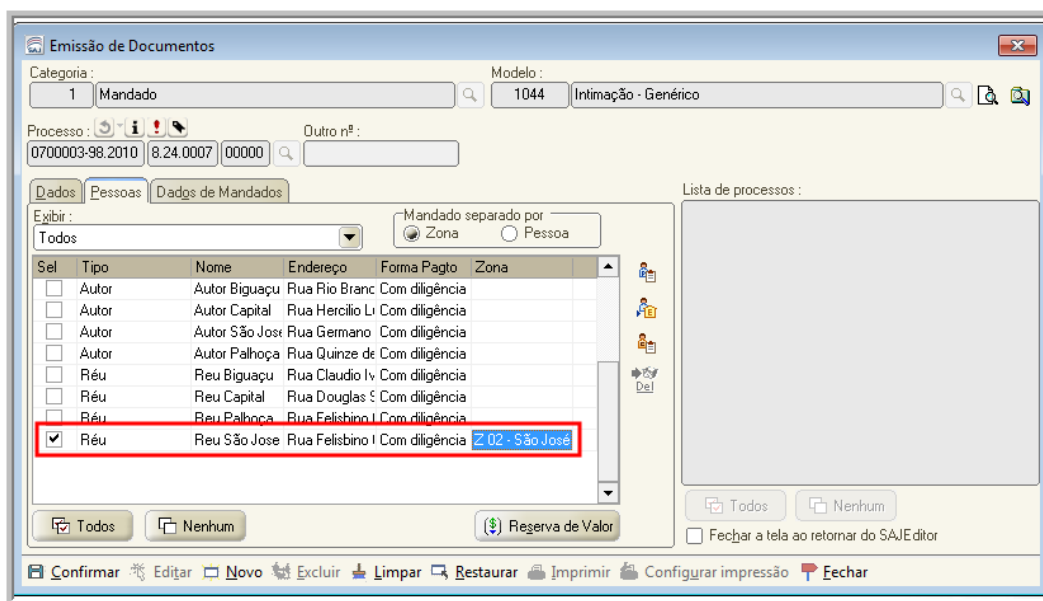 Emissão de Documentos
Categoria :
Modelo :
1 Mandado
1044 Intimação - Genérico
Processo :
Outro nº :
0700003-98.2010 8.24.0007 00000
Dados Pessoas Dados de Mandados
Lista de processos :
Exibir :
Mandado separado por
Todos
Zona Pessoa
Sel Tipo Nome Endereço Forma Pagto Zona
Autor Autor Biguaçu Rua Rio Branc Com diligência
Autor Autor Capital Rua Hercilio L Com diligência
Autor Autor São José Rua Germano Com diligência
Autor Autor Palhoça Rua Quinze de Com diligência
Réu Reu Biguaçu Rua Claudio Iv Com diligência
Réu Reu Capital Rua Douglas S Com diligência
Réu Reu Palhoça Rua Felisbino Com diligência
Réu Reu São Jose Rua Felisbino Com diligência Z 02 - São José
Del
Todos Nenhum
Reserva de Valor
Todos Nenhum
Fechar a tela ao retornar do SAJEditor
Confirmar Editar Novo Excluir Limpar Restaurar Imprimir Configurar impressão Fechar